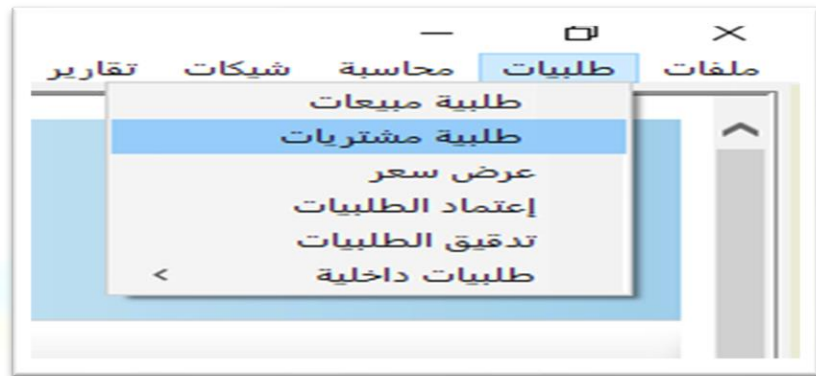 ملفات طلبيات محاسبة شيكات تقارير
طلبية مبيعات
طلبية مشتريات
عرض سعر
إعتماد الطلبيات
تدقيق الطلبيات
طلبيات داخلية